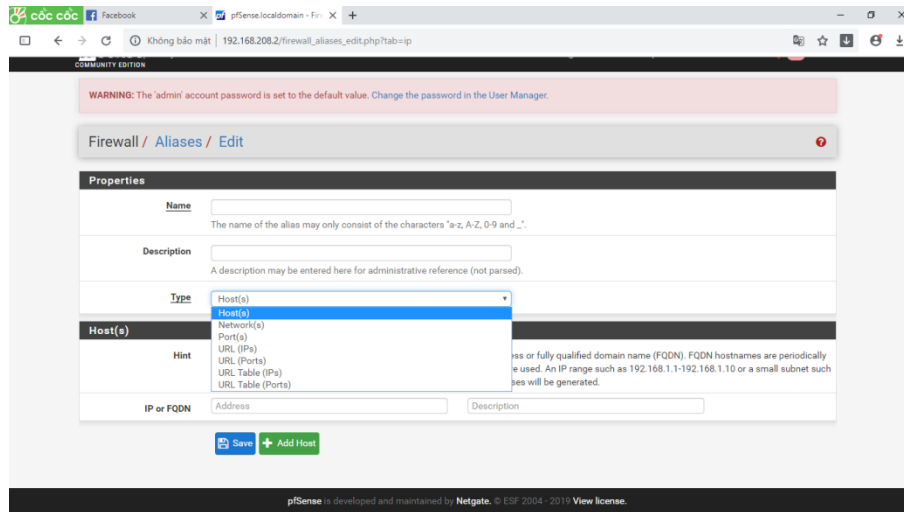 cốc cốc
Facebook
pfSense.localdomain - Fir
Không bảo mật | 192.168.208.2/firewall_aliases_edit.php?tab=ip
COMMUNITY EDITION
WARNING: The 'admin' account password is set to the default value. Change the password in the User Manager.
Firewall / Aliases / Edit
Properties
Name
The name of the alias may only consist of the characters "a-z, A-Z, 0-9 and _".
Description
A description may be entered here for administrative reference (not parsed).
Type
Host(s)
Host(s)
Network(s)
Port(s)
URL (IPs)
URL (Ports)
URL Table (IPs)
URL Table (Ports)
Host(s)
Hint
or fully qualified domain name (FQDN). FQDN hostnames are periodically
used. An IP range such as 192.168.1.1-192.168.1.10 or a small subnet such
will be generated.
IP or FQDN
Address
Description
Save
Add Host
pfSense is developed and maintained by Netgate. © ESF 2004 - 2019 View license.